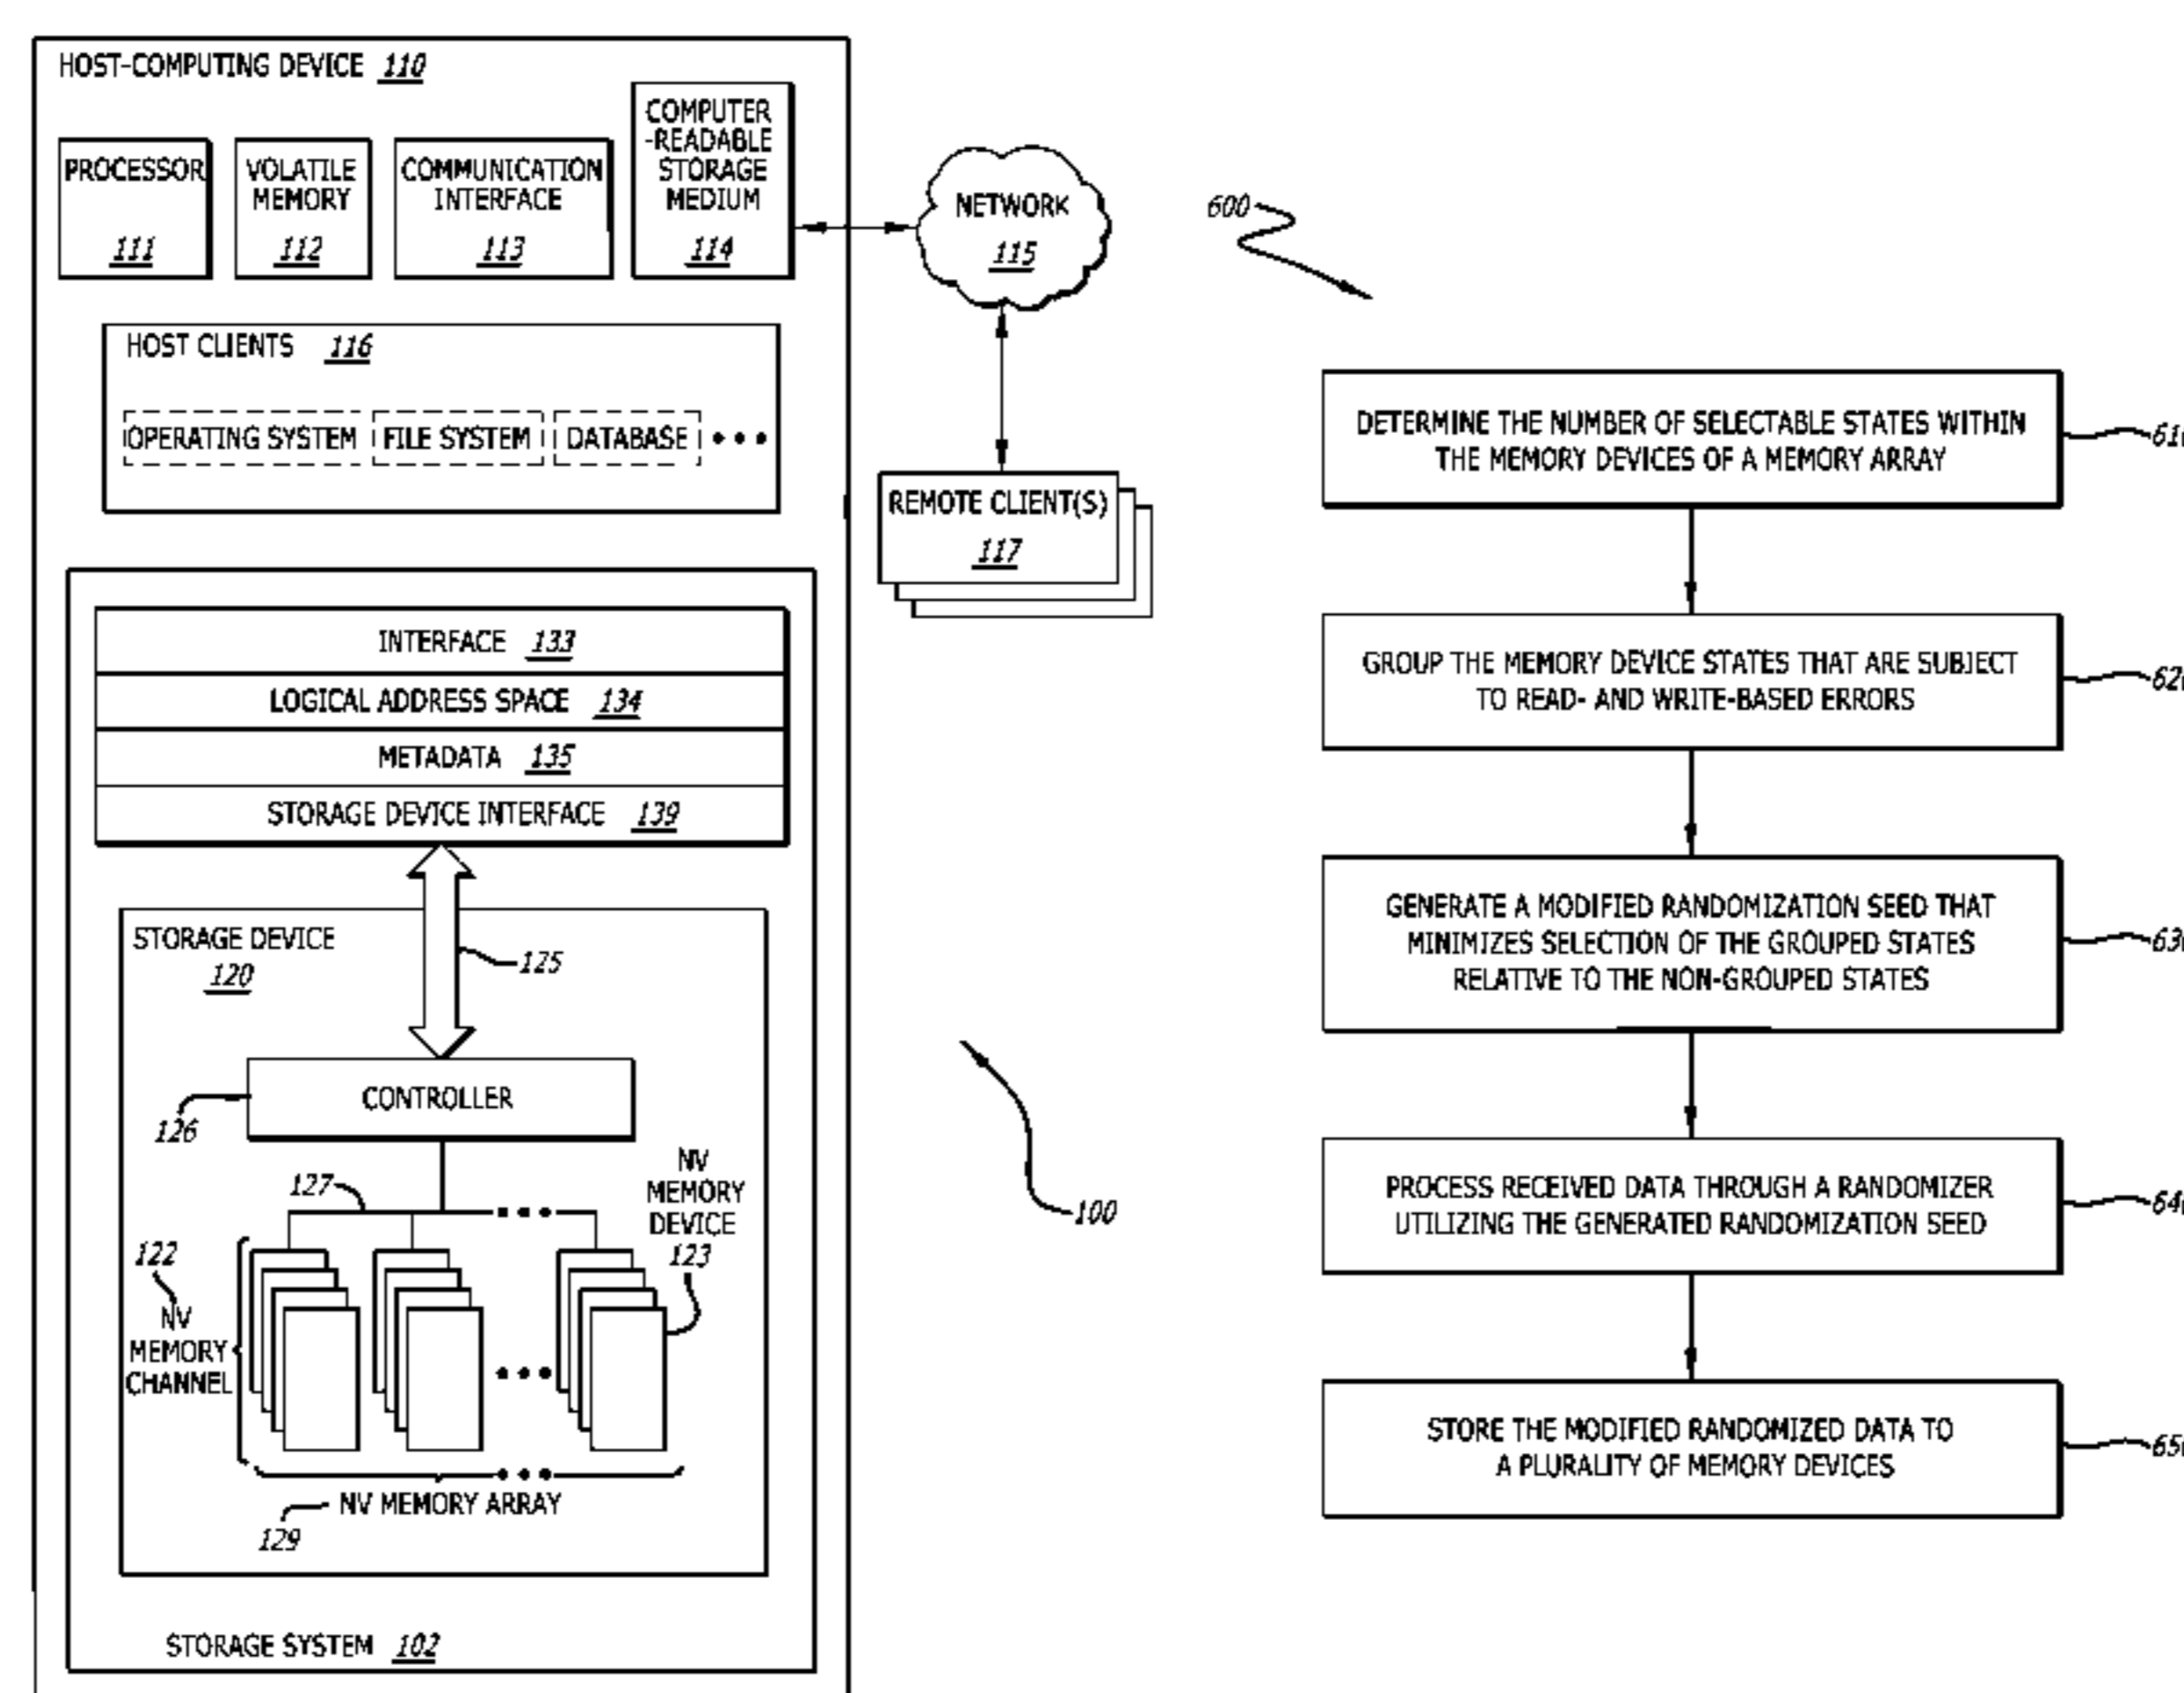 HOST-COMPUTING DEVICE 110
PROCESSOR
111
VOLATILE
MEMORY
112
COMMUNICATION
INTERFACE
113
COMPUTER
-READABLE
STORAGE
MEDIUM
114
NETWORK
115
HOST CLIENTS 116
OPERATING SYSTEM FILE SYSTEM DATABASE •••
REMOTE CLIENT(S)
117
INTERFACE 133
LOGICAL ADDRESS SPACE 134
METADATA 135
STORAGE DEVICE INTERFACE 139
STORAGE DEVICE
120
125
CONTROLLER
126
127
NV
MEMORY
DEVICE
123
122
NV
MEMORY
CHANNEL
NV MEMORY ARRAY
129
STORAGE SYSTEM 102
100
600
DETERMINE THE NUMBER OF SELECTABLE STATES WITHIN
THE MEMORY DEVICES OF A MEMORY ARRAY
GROUP THE MEMORY DEVICE STATES THAT ARE SUBJECT
TO READ- AND WRITE-BASED ERRORS
GENERATE A MODIFIED RANDOMIZATION SEED THAT
MINIMIZES SELECTION OF THE GROUPED STATES
RELATIVE TO THE NON-GROUPED STATES
PROCESS RECEIVED DATA THROUGH A RANDOMIZER
UTILIZING THE GENERATED RANDOMIZATION SEED
STORE THE MODIFIED RANDOMIZED DATA TO
A PLURALITY OF MEMORY DEVICES